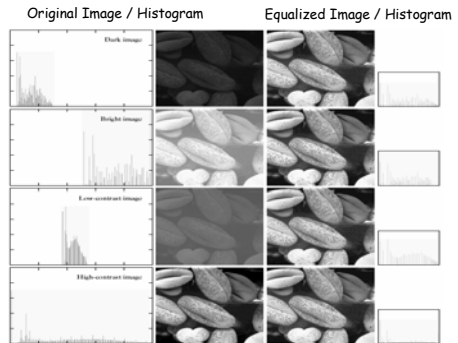 Original Image / Histogram
Equalized Image / Histogram
Dark image
Bright image
Low-contrast image
High-contrast image